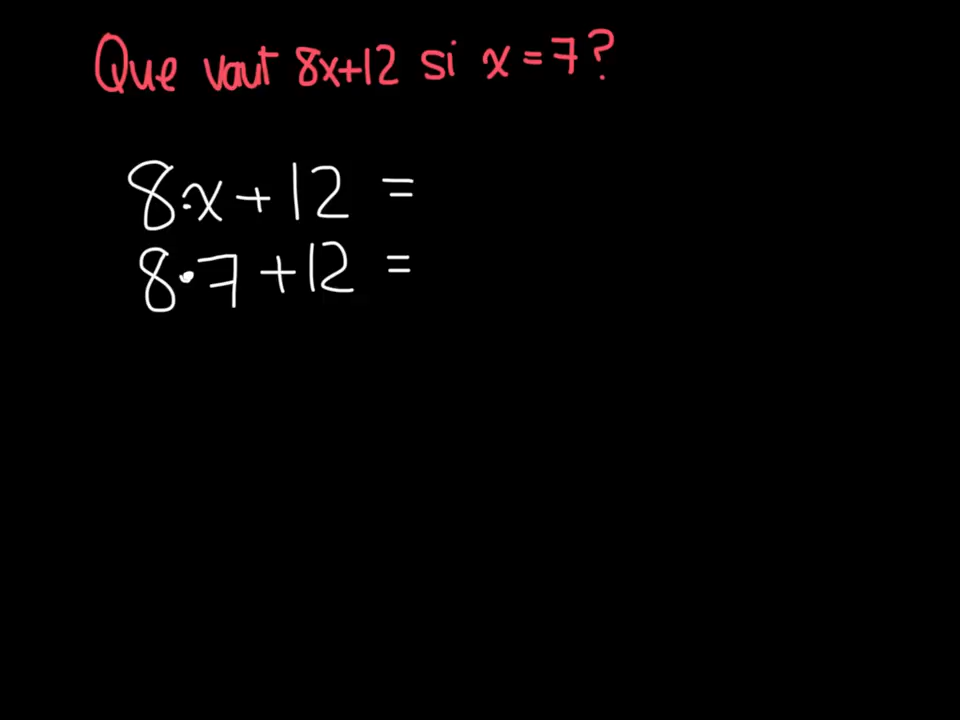 Que vaut 8x+12 si x=7?
8·x+12 =
8·7+12 =